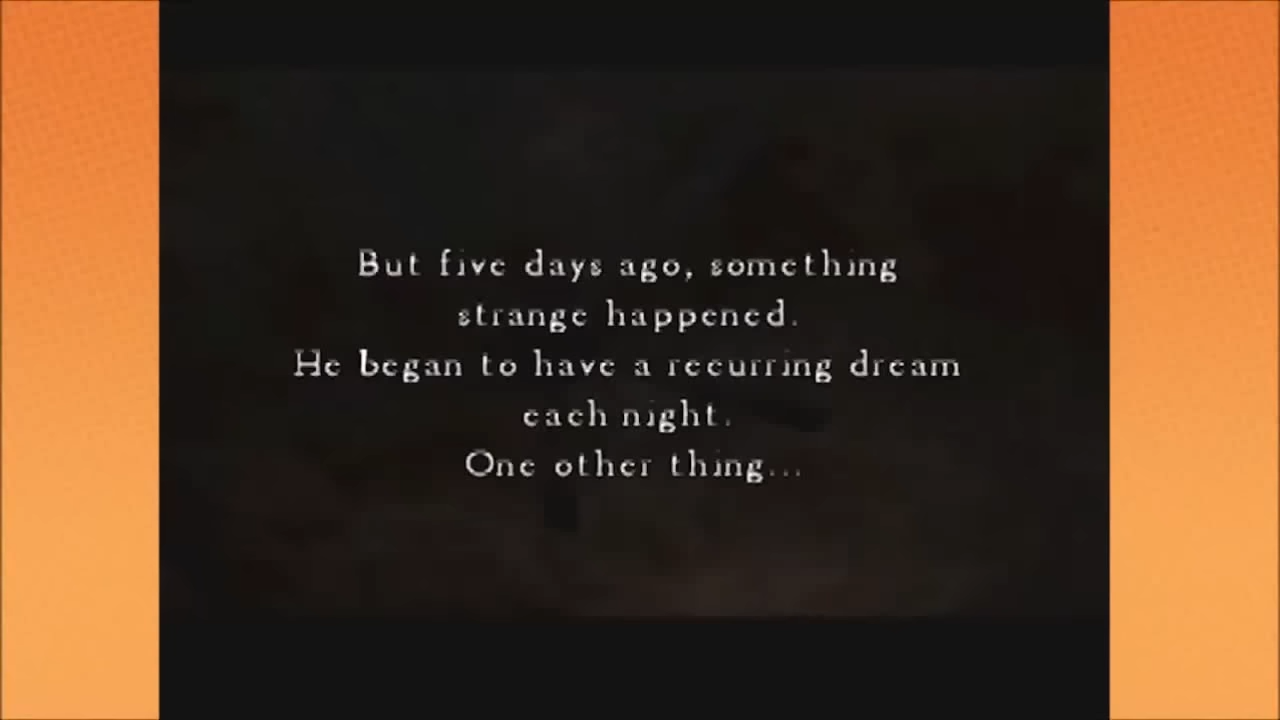 But five days ago, something
strange happened.
He began to have a recurring dream
each night.
One other thing...